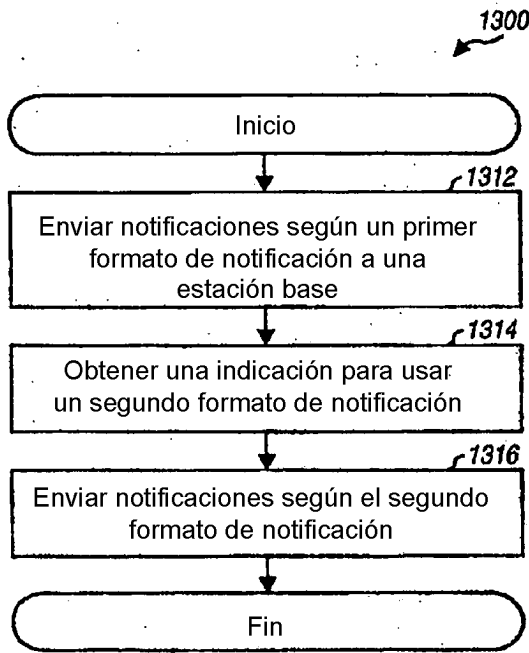 1300
Inicio
1312
Enviar notificaciones según un primer
formato de notificación a una
estación base
1314
Obtener una indicación para usar
un segundo formato de notificación
1316
Enviar notificaciones según el segundo
formato de notificación
Fin